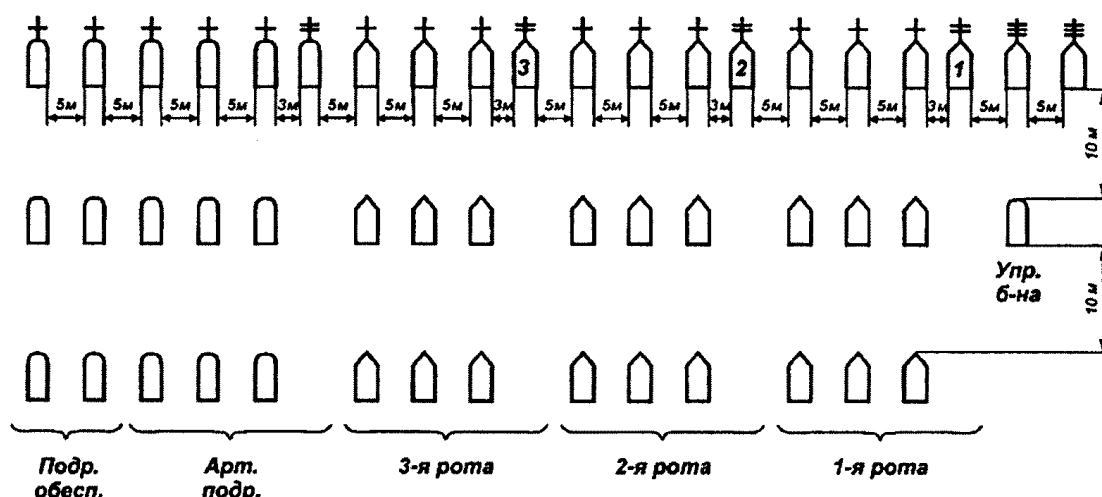 3 2 1
5м 5м 5м 5м 3м 5м 5м 5м 3м 5м 5м 5м 3м 5м 5м 5м 3м 5м 5м
10 м
Упр.
б-на
10 м
Подр.
обесп.
Арт.
подр.
3-я рота
2-я рота
1-я рота